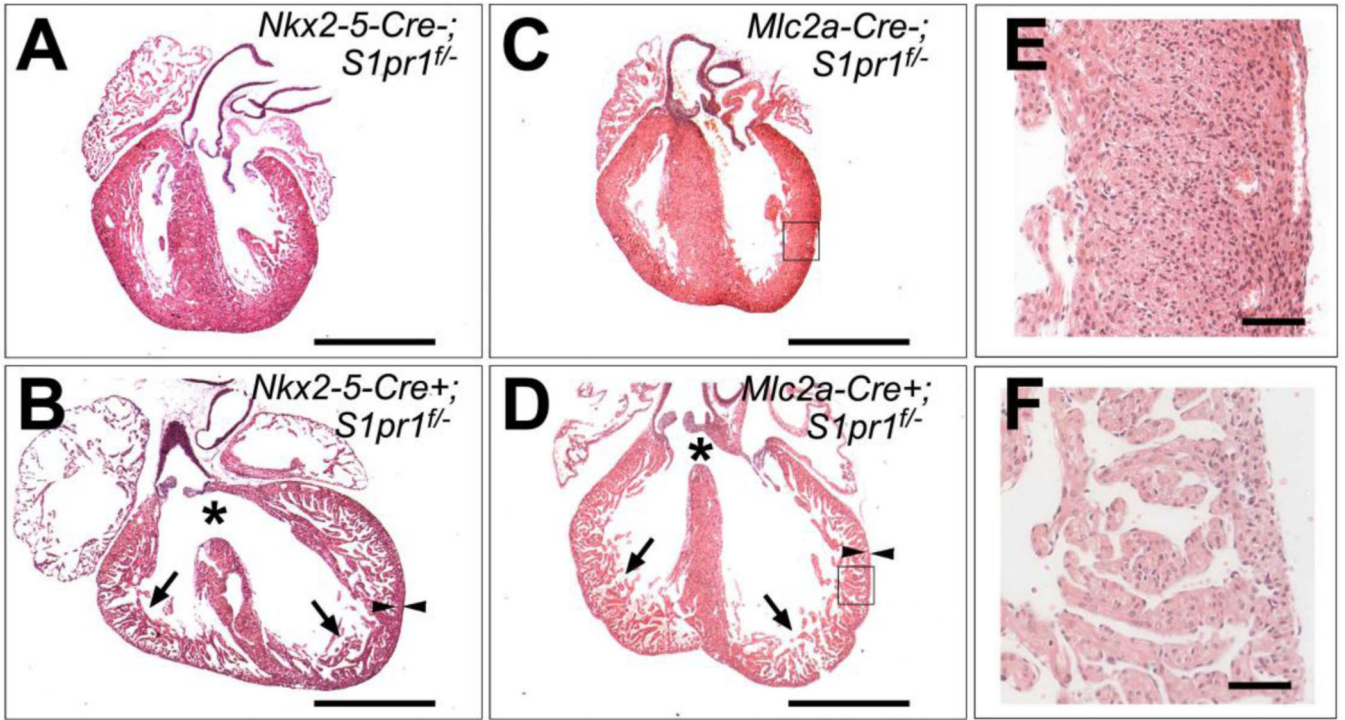 A
Nkx2-5-Cre-;
S1pr1f/-
C
Mlc2a-Cre-;
S1pr1f/-
E
B
Nkx2-5-Cre+;
S1pr1f/-
*
D
Mlc2a-Cre+;
S1pr1f/-
*
F